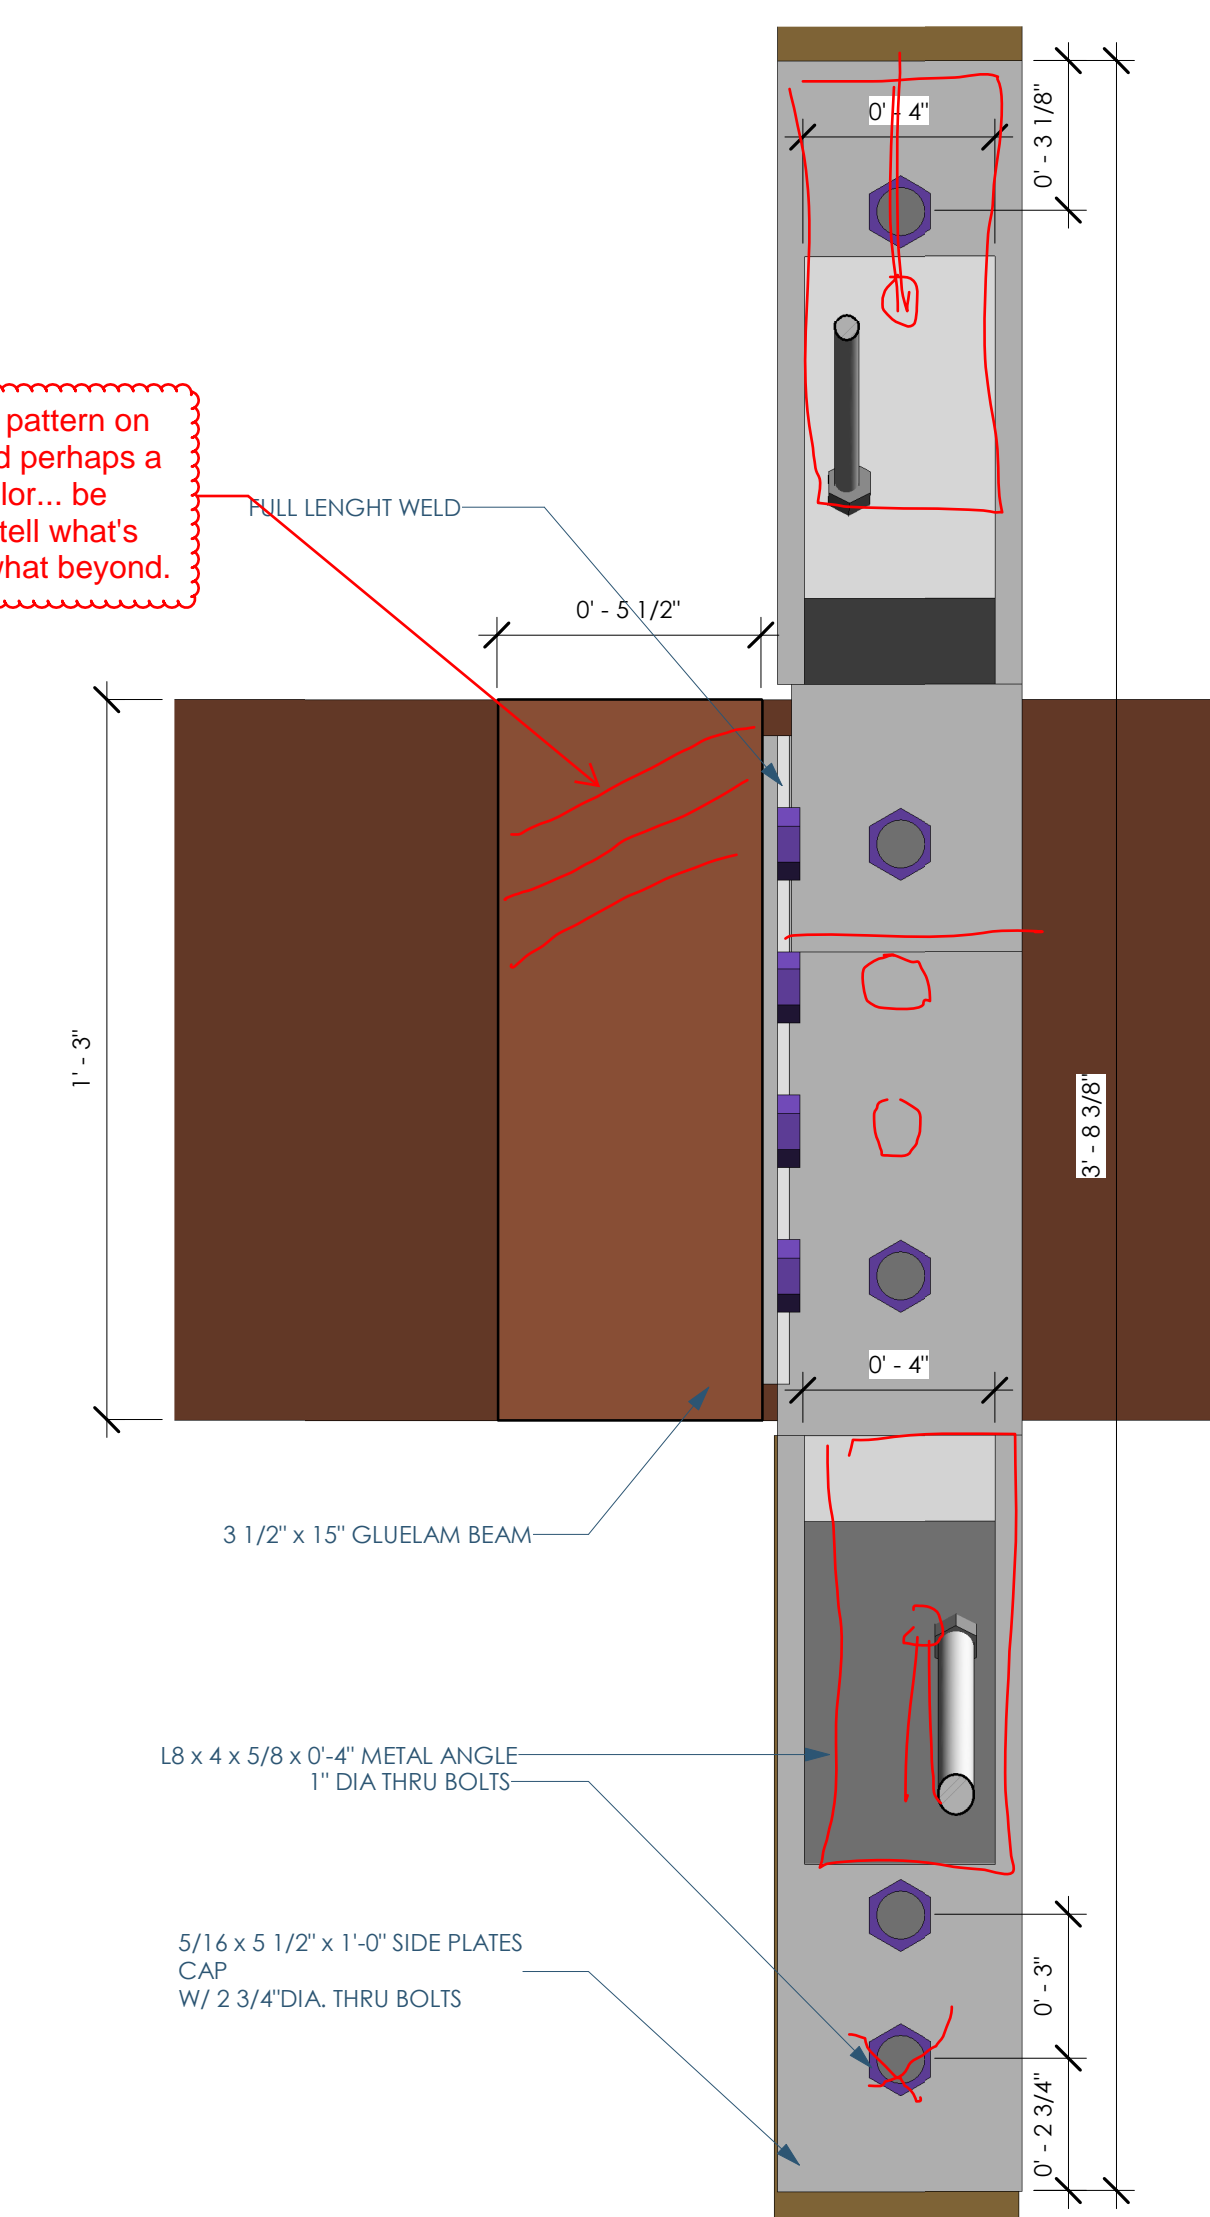 0' - 4"
0' - 3 1/8"
pattern on
perhaps a
be
tell what's
beyond.
FULL LENGHT WELD
0' - 5 1/2"
1' - 3"
3' - 8 3/8"
0' - 4"
3 1/2" x 15" GLUELAM BEAM
L8 x 4 x 5/8 x 0'-4" METAL ANGLE
1" DIA THRU BOLTS
5/16 x 5 1/2" x 1'-0" SIDE PLATES
CAP
W/ 2 3/4"DIA. THRU BOLTS
0' - 3"
0' - 2 3/4"